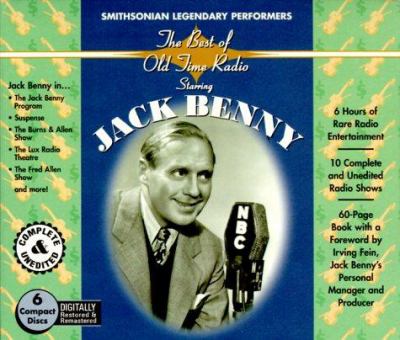 SMITHSONIAN LEGENDARY PERFORMERS
The Best of
Old Time Radio
Starring
JACK BENNY
Jack Benny in...
• The Jack Benny
Program
• Suspense
• The Burns & Allen
Show
• The Lux Radio
Theatre
• The Fred Allen
Show
and more!
COMPLETE
&
UNEDITED
6
Compact
Discs
DIGITALLY
Restored &
Remastered
NBC
6 Hours of
Rare Radio
Entertainment
10 Complete
and Unedited
Radio Shows
60-Page
Book with a
Foreword by
Irving Fein,
Jack Benny's
Personal
Manager and
Producer